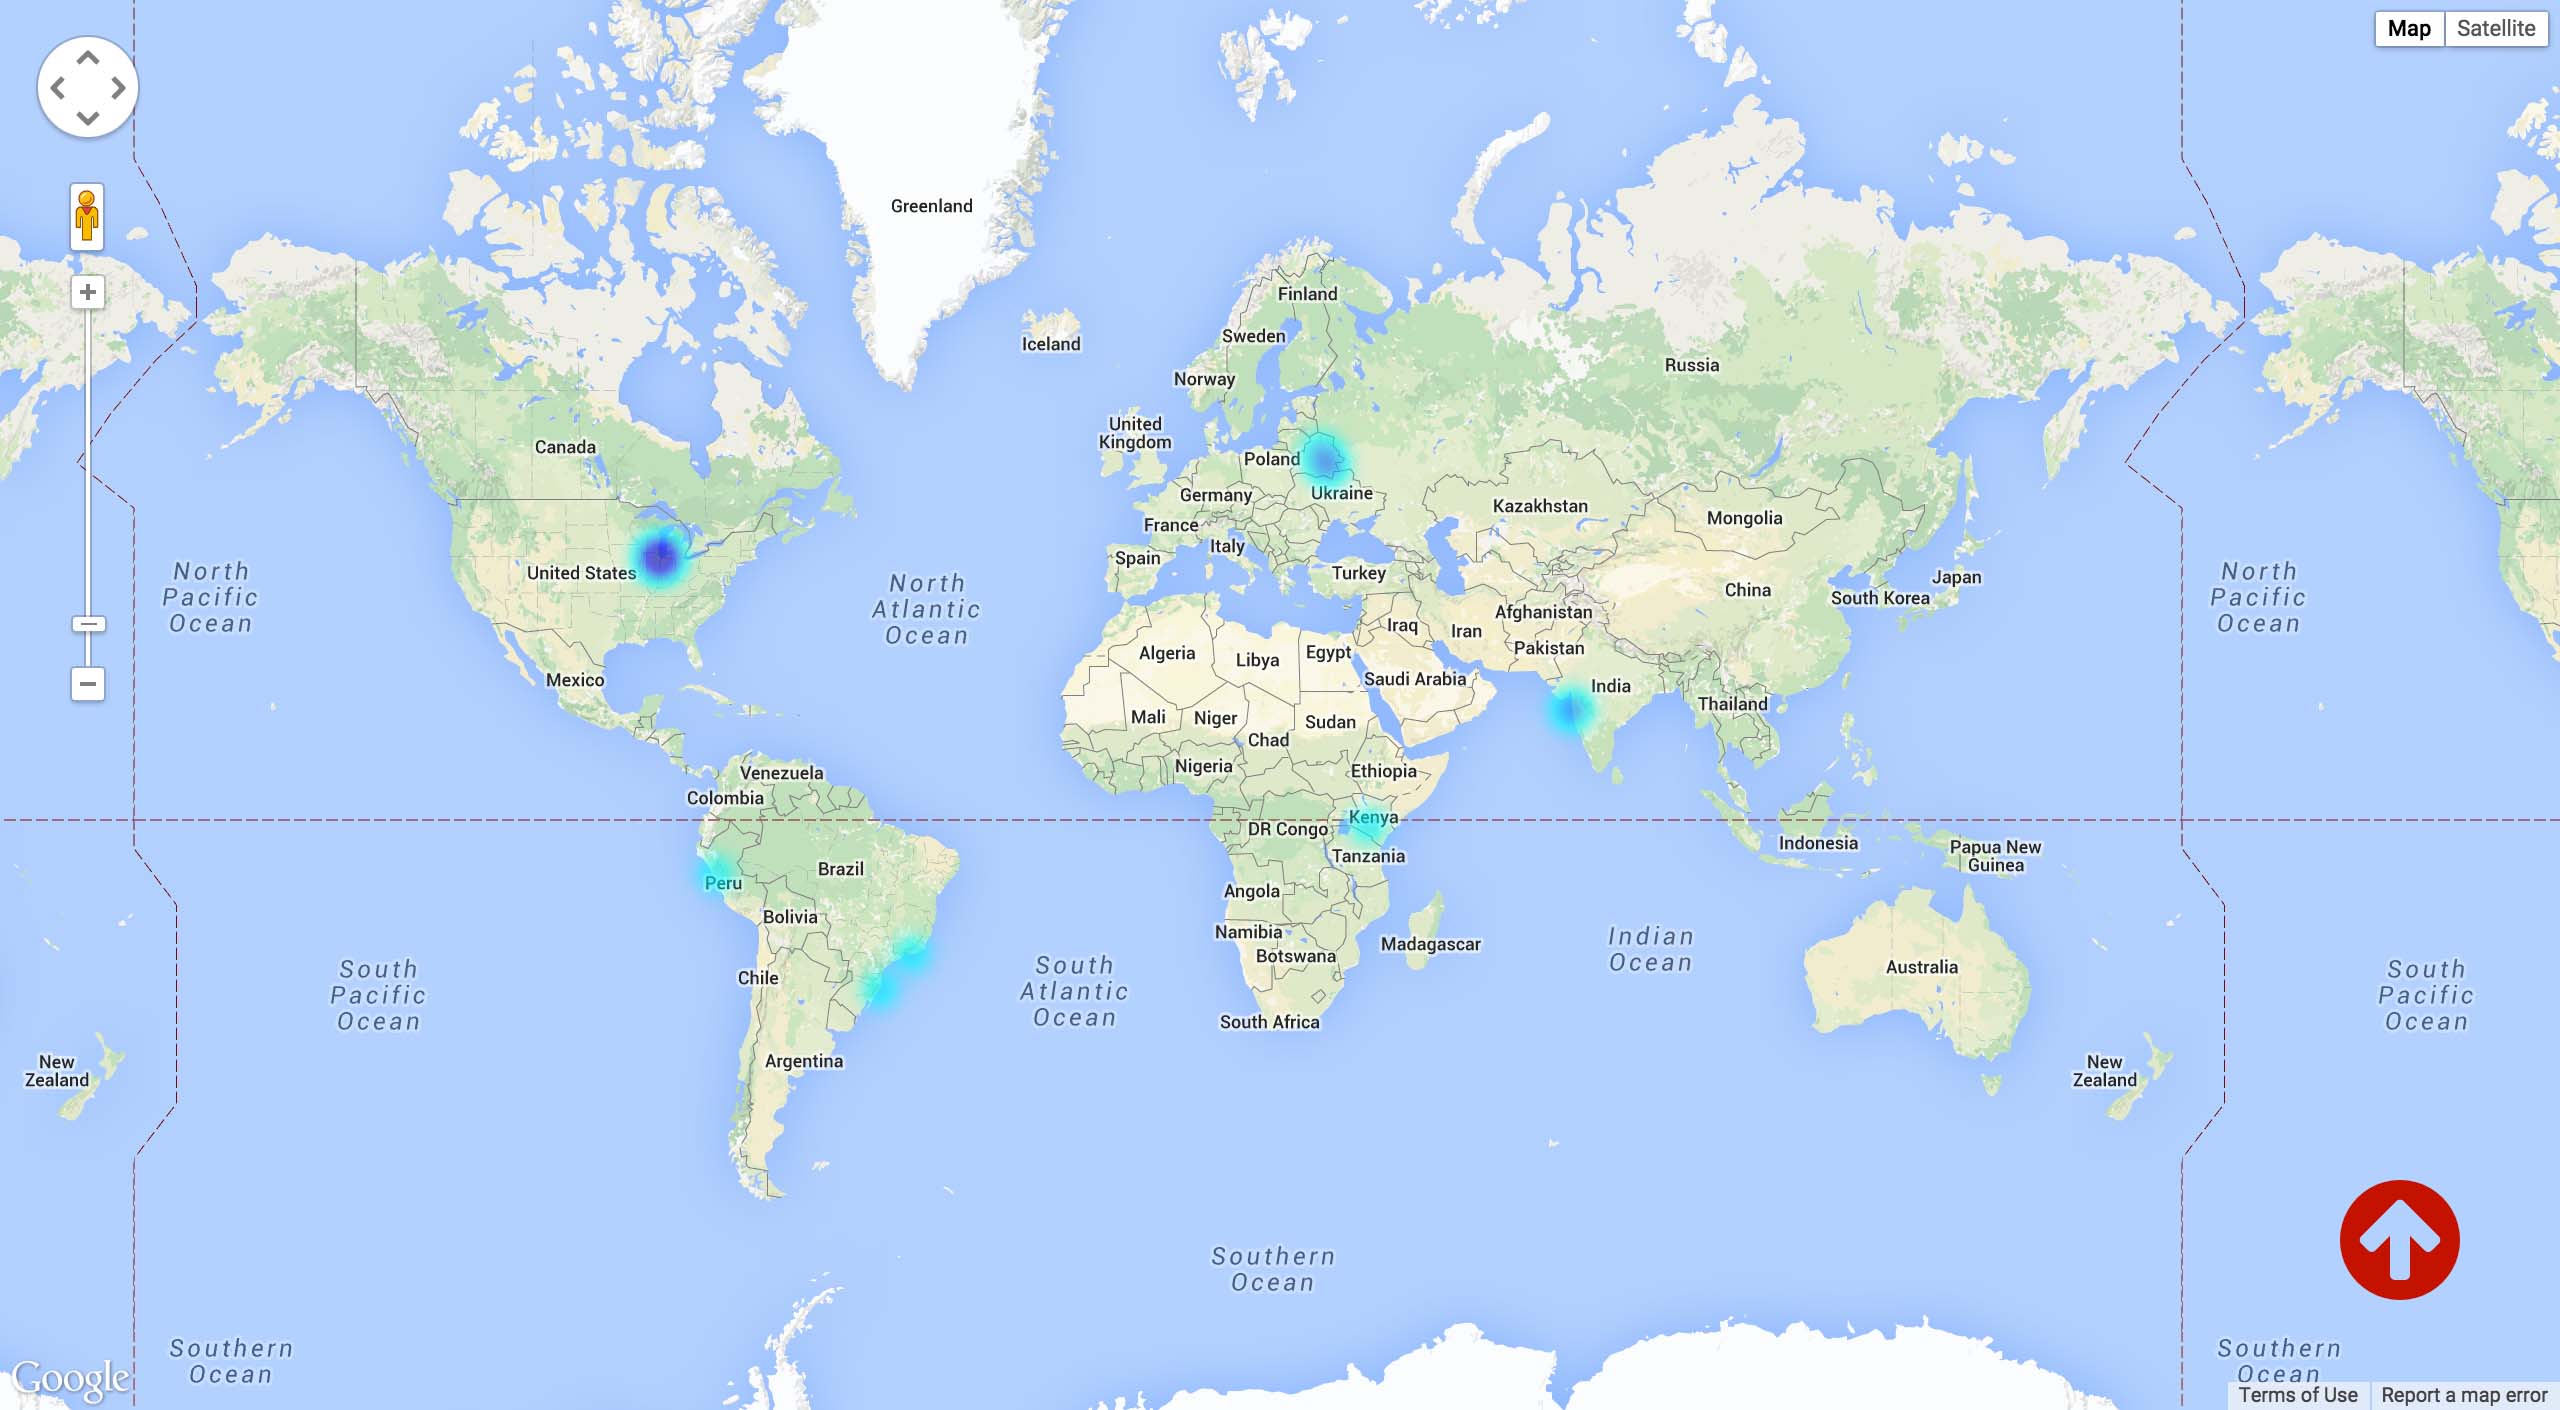 Map
Satellite
Greenland
Finland
Sweden
Iceland
Norway
Russia
United
Kingdom
Canada
Poland
Germany
Ukraine
Kazakhstan
Mongolia
France
Italy
Spain
United States
Turkey
Japan
China
South Korea
Afghanistan
Iraq
Iran
Pakistan
North
Pacific
Ocean
North
Atlantic
Ocean
North
Pacific
Ocean
Algeria
Libya
Egypt
Saudi Arabia
India
Mexico
Thailand
Mali
Niger
Sudan
Chad
Nigeria
Ethiopia
Venezuela
Colombia
Kenya
DR Congo
Tanzania
Indonesia
Papua New
Guinea
Peru
Brazil
Angola
Bolivia
Namibia
Botswana
Madagascar
Indian
Ocean
Australia
Chile
South
Pacific
Ocean
South
Atlantic
Ocean
South
Pacific
Ocean
South Africa
Argentina
New
Zealand
New
Zealand
Southern
Ocean
Southern
Ocean
Southern
Ocean
Google
Terms of Use
Report a map error